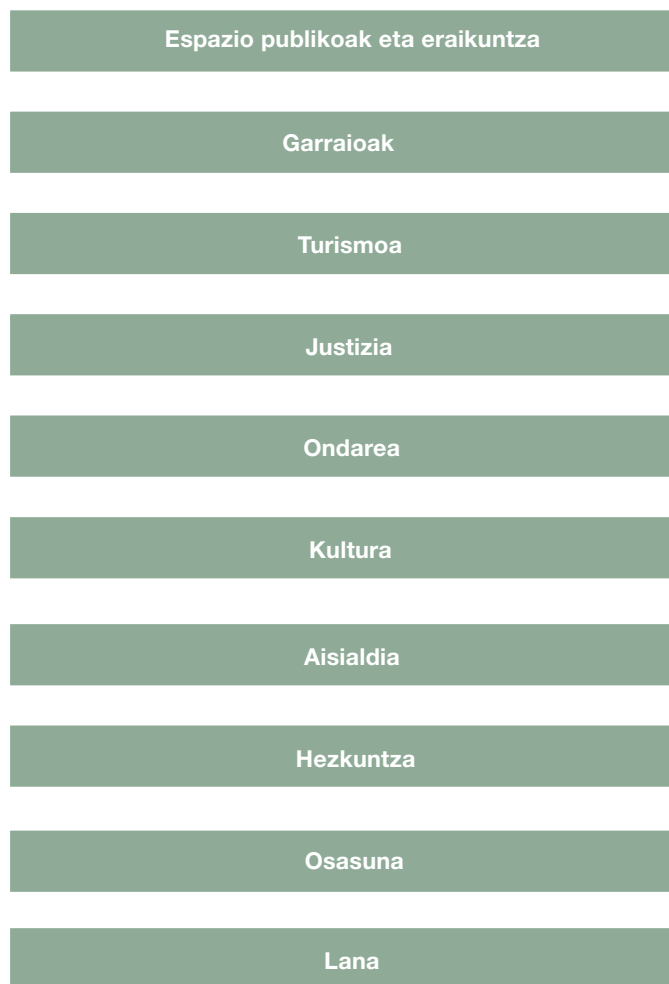 Espazio publikoak eta eraikuntza
Garraioak
Turismoa
Justizia
Ondarea
Kultura
Aisialdia
Hezkuntza
Osasuna
Lana